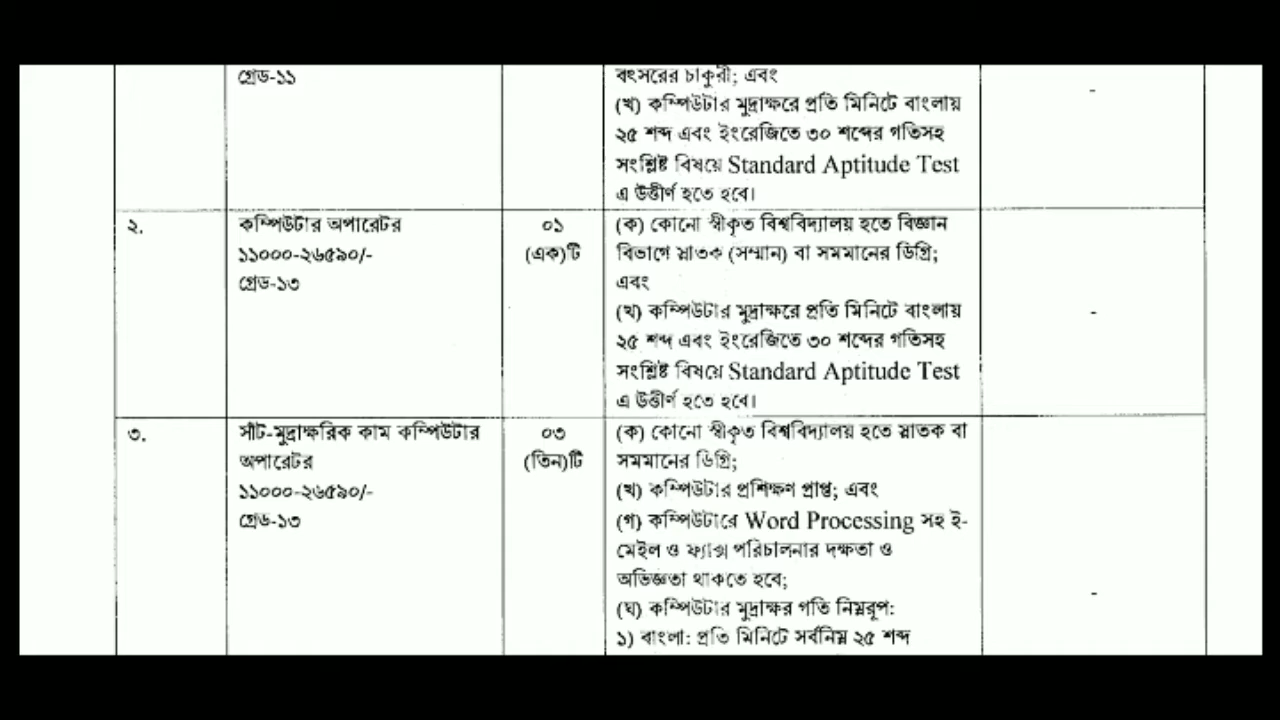 গ্রেড-১১
বৎসরের চাকুরী; এবং
(খ) কম্পিউটার মুদ্রাক্ষরে প্রতি মিনিটে বাংলায়
২৫ শব্দ এবং ইংরেজিতে ৩০ শব্দের গতিসহ
সংশ্লিষ্ট বিষয়ে Standard Aptitude Test
এ উত্তীর্ণ হতে হবে।
-
২.
কম্পিউটার অপারেটর
১১০০০-২৬৫৯০/-
গ্রেড-১৩
০১
(এক)টি
(ক) কোনো স্বীকৃত বিশ্ববিদ্যালয় হতে বিজ্ঞান
বিভাগে স্নাতক (সম্মান) বা সমমানের ডিগ্রি;
এবং
(খ) কম্পিউটার মুদ্রাক্ষরে প্রতি মিনিটে বাংলায়
২৫ শব্দ এবং ইংরেজিতে ৩০ শব্দের গতিসহ
সংশ্লিষ্ট বিষয়ে Standard Aptitude Test
এ উত্তীর্ণ হতে হবে।
-
৩.
সাঁট-মুদ্রাক্ষরিক কাম কম্পিউটার
অপারেটর
১১০০০-২৬৫৯০/-
গ্রেড-১৩
০৩
(তিন)টি
(ক) কোনো স্বীকৃত বিশ্ববিদ্যালয় হতে স্নাতক বা
সমমানের ডিগ্রি;
(খ) কম্পিউটার প্রশিক্ষণ প্রাপ্ত; এবং
(গ) কম্পিউটারে Word Processing সহ ই-
মেইল ও ফ্যাক্স পরিচালনার দক্ষতা ও
অভিজ্ঞতা থাকতে হবে;
(ঘ) কম্পিউটার মুদ্রাক্ষর গতি নিম্নরূপ:
১) বাংলা: প্রতি মিনিটে সর্বনিম্ন ২৫ শব্দ
-